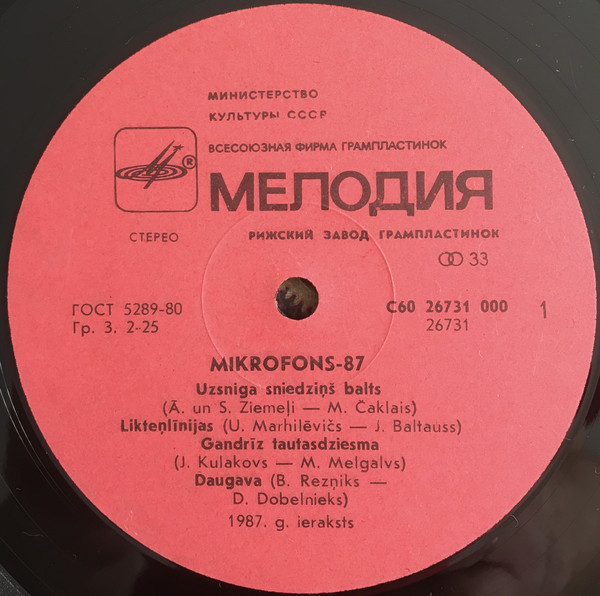 МИНИСТЕРСТВО
КУЛЬТУРЫ СССР
ВСЕСОЮЗНАЯ ФИРМА ГРАМПЛАСТИНОК
®
МЕЛОДИЯ
СТЕРЕО
РИЖСКИЙ ЗАВОД ГРАМПЛАСТИНОК
33
ГОСТ 5289-80
С60 26731 000 1
Гр. 3. 2-25
26731
MIKROFONS-87
Uzsniga sniedziņš balts
(Ā. un S. Ziemeļi — M. Čaklais)
Likteņlīnijas (U. Marhilēvičs — J. Baltauss)
Gandrīz tautasdziesma
(J. Kulakovs — M. Melgalvs)
Daugava (B. Rezņiks —
D. Dobelnieks)
1987. g. ieraksts